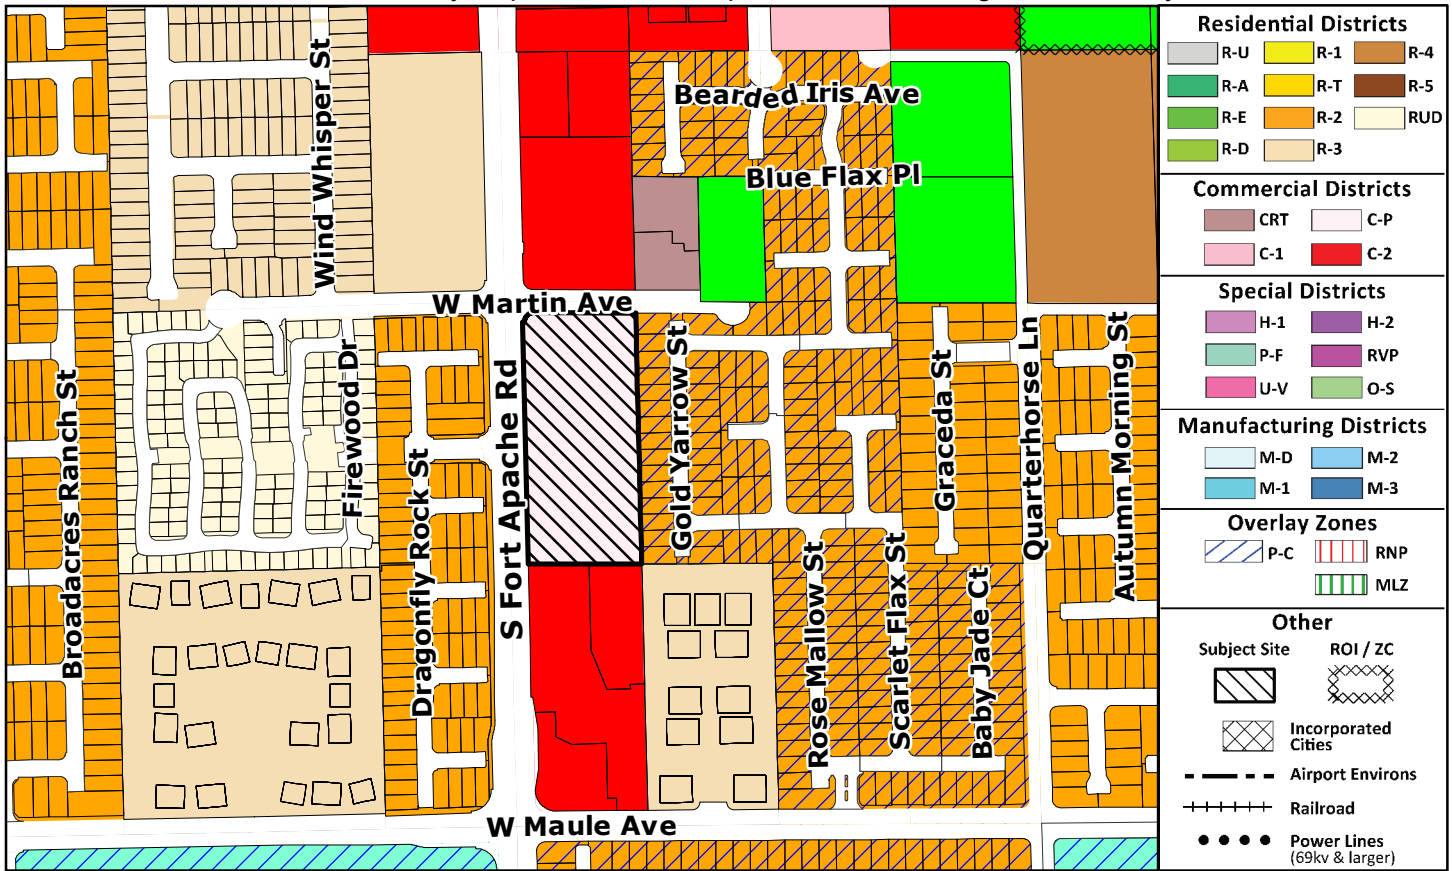 Wind Whisper St
Bearded Iris Ave
Blue Flax Pl
W Martin Ave
Broadacres Ranch St
Firewood Dr
Dragonfly Rock St
S Fort Apache Rd
Gold Yarrow St
Graceda St
Quarterhorse Ln
Autumn Morning St
Rose Mallow St
Scarlet Flax St
Baby Jade Ct
W Maule Ave
Residential Districts
R-U R-1 R-4
R-A R-T R-5
R-E R-2 RUD
R-D R-3
Commercial Districts
CRT C-P
C-1 C-2
Special Districts
H-1 H-2
P-F RVP
U-V O-S
Manufacturing Districts
M-D M-2
M-1 M-3
Overlay Zones
P-C RNP
MLZ
Other
Subject Site ROI / ZC
Incorporated
Cities
Airport Environs
Railroad
Power Lines
(69kv & larger)